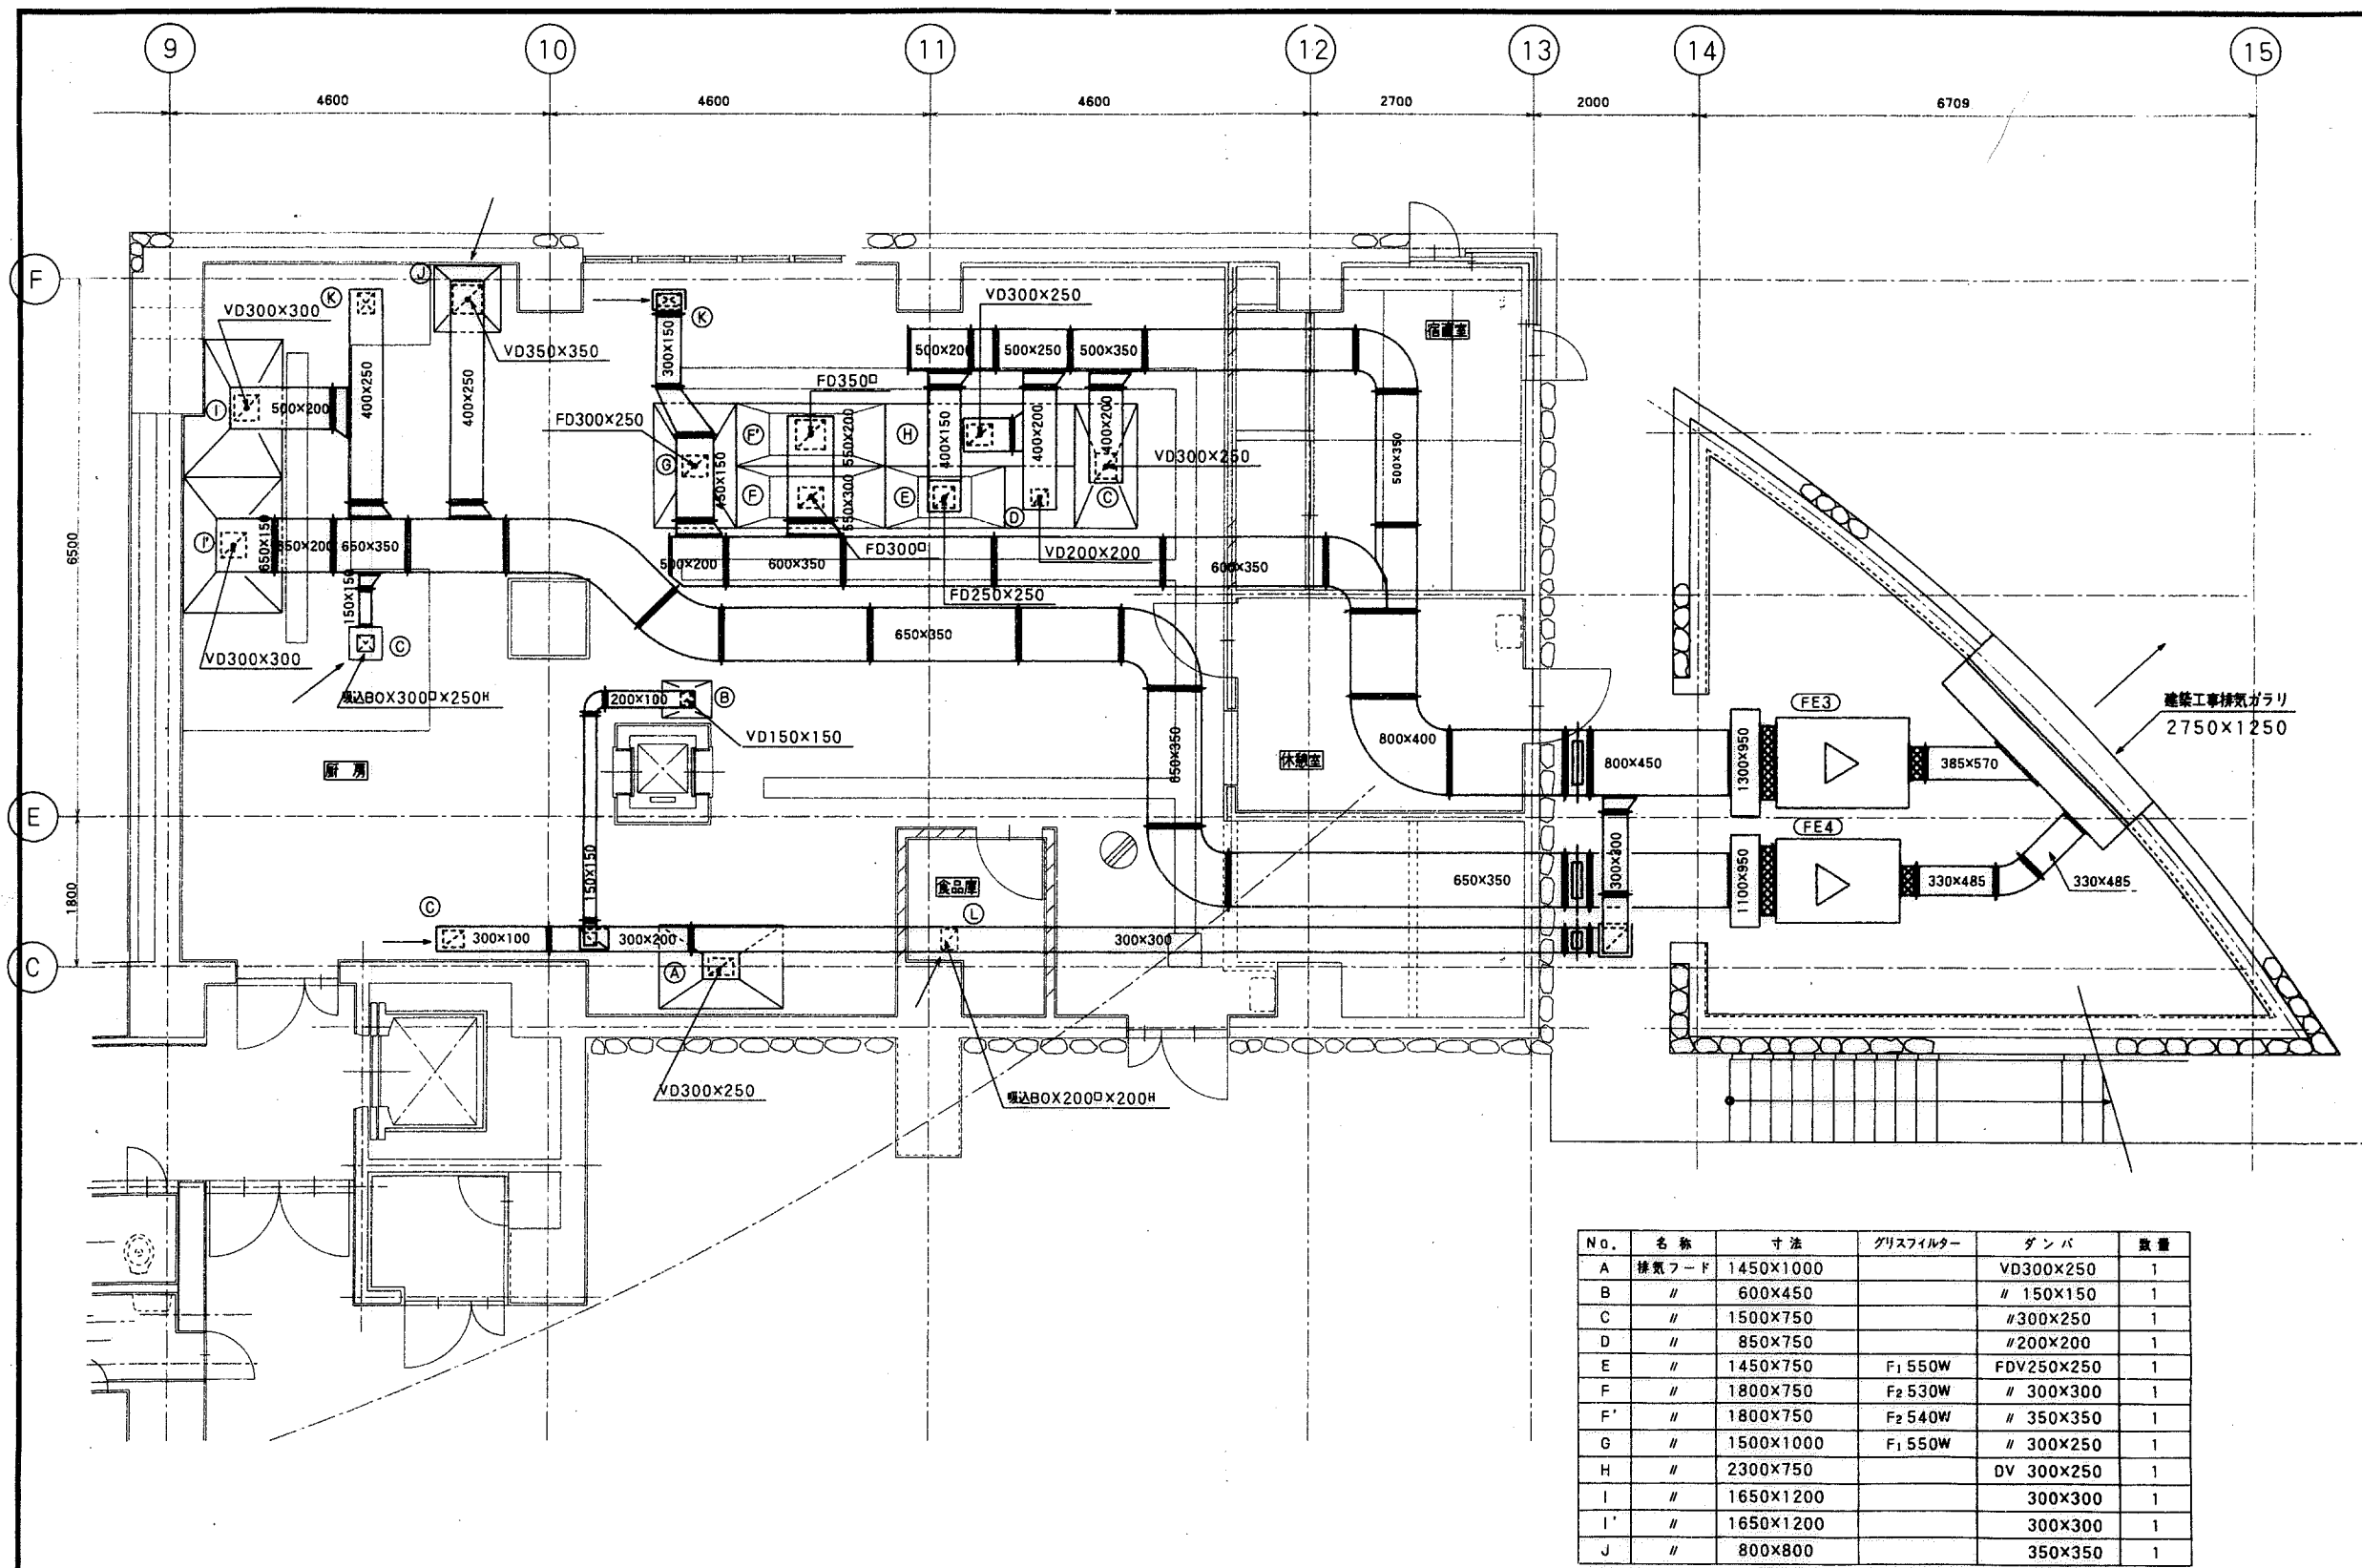 9 10 11 12 13 14 15
4600 4600 4600 2700 2000 6709
F
E
C
6500
1800
J
K
VD300×300
VD350×350
K
VD300×250
宿直室
I
500×200
400×250
400×250
300×150
500×200
500×250
500×350
FD350□
FD300×250
F'
550×200
H
400×150
400×200
400×200
VD300×250
G
450×150
F
550×300
E
D
C
500×350
I'
650×150
650×200
650×350
150×150
FD300□
VD200×200
500×200
600×350
600×350
FD250×250
VD300×300
C
吸込BOX300□×250H
650×350
200×100
B
VD150×150
650×350
厨房
休憩室
800×400
800×450
1300×950
FE3
385×570
建築工事排気ガラリ
2750×1250
FE4
1100×950
330×485
330×485
300×300
150×150
食品庫
L
650×350
C
300×100
300×200
300×300
A
VD300×250
吸込BOX200□×200H
No. 名称 寸法 グリスフィルター ダンパ 数量
A 排気フード 1450×1000 VD300×250 1
B 〃 600×450 〃 150×150 1
C 〃 1500×750 〃300×250 1
D 〃 850×750 〃200×200 1
E 〃 1450×750 F1 550W FDV250×250 1
F 〃 1800×750 F2 530W 〃 300×300 1
F' 〃 1800×750 F2 540W 〃 350×350 1
G 〃 1500×1000 F1 550W 〃 300×250 1
H 〃 2300×750 DV 300×250 1
I 〃 1650×1200 300×300 1
I' 〃 1650×1200 300×300 1
J 〃 800×800 350×350 1